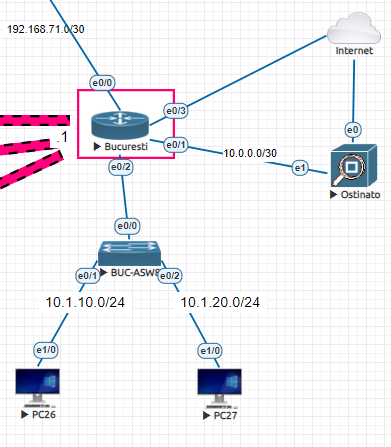 192.168.71.0/30
Internet
e0/0
e0/3
.1
Bucuresti
e0/1
10.0.0.0/30
e0
e0/2
e1
Ostinato
e0/0
BUC-ASW
e0/1
e0/2
10.1.10.0/24
10.1.20.0/24
e1/0
e1/0
PC26
PC27